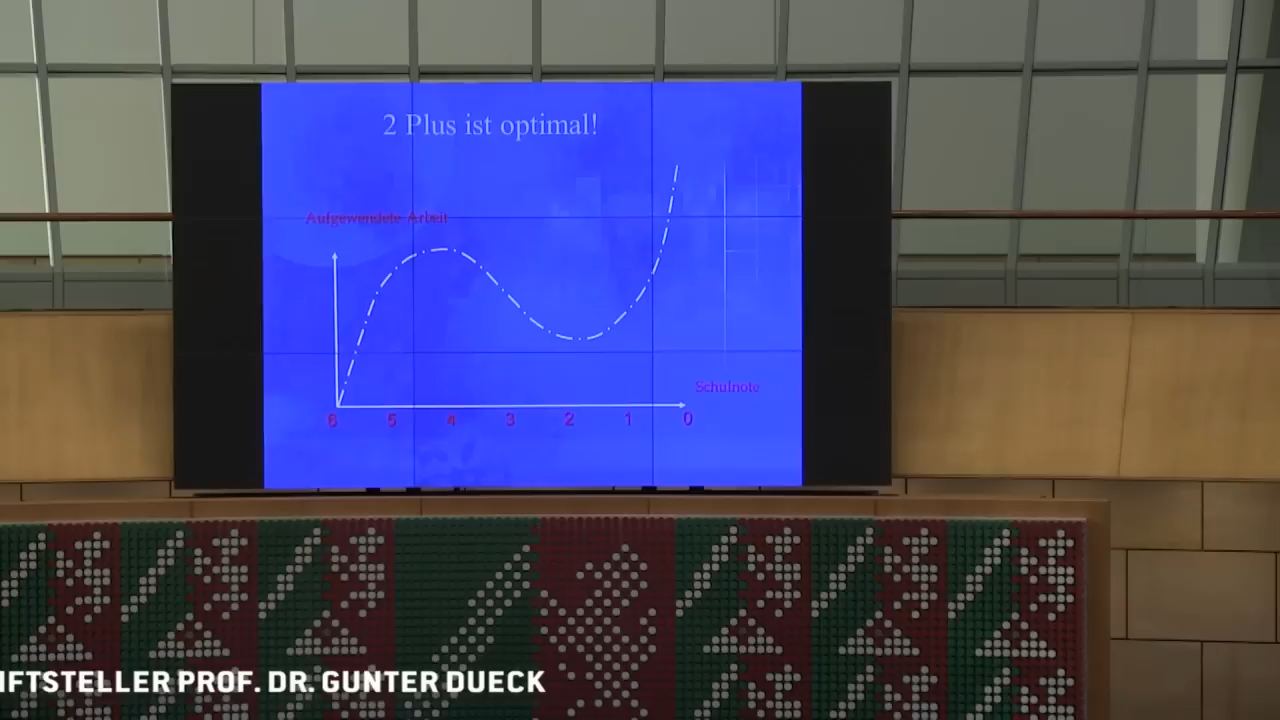 2 Plus ist optimal!
Aufgewendete Arbeit
Schulnote
6 5 4 3 2 1 0
IFTSTELLER PROF. DR. GUNTER DUECK